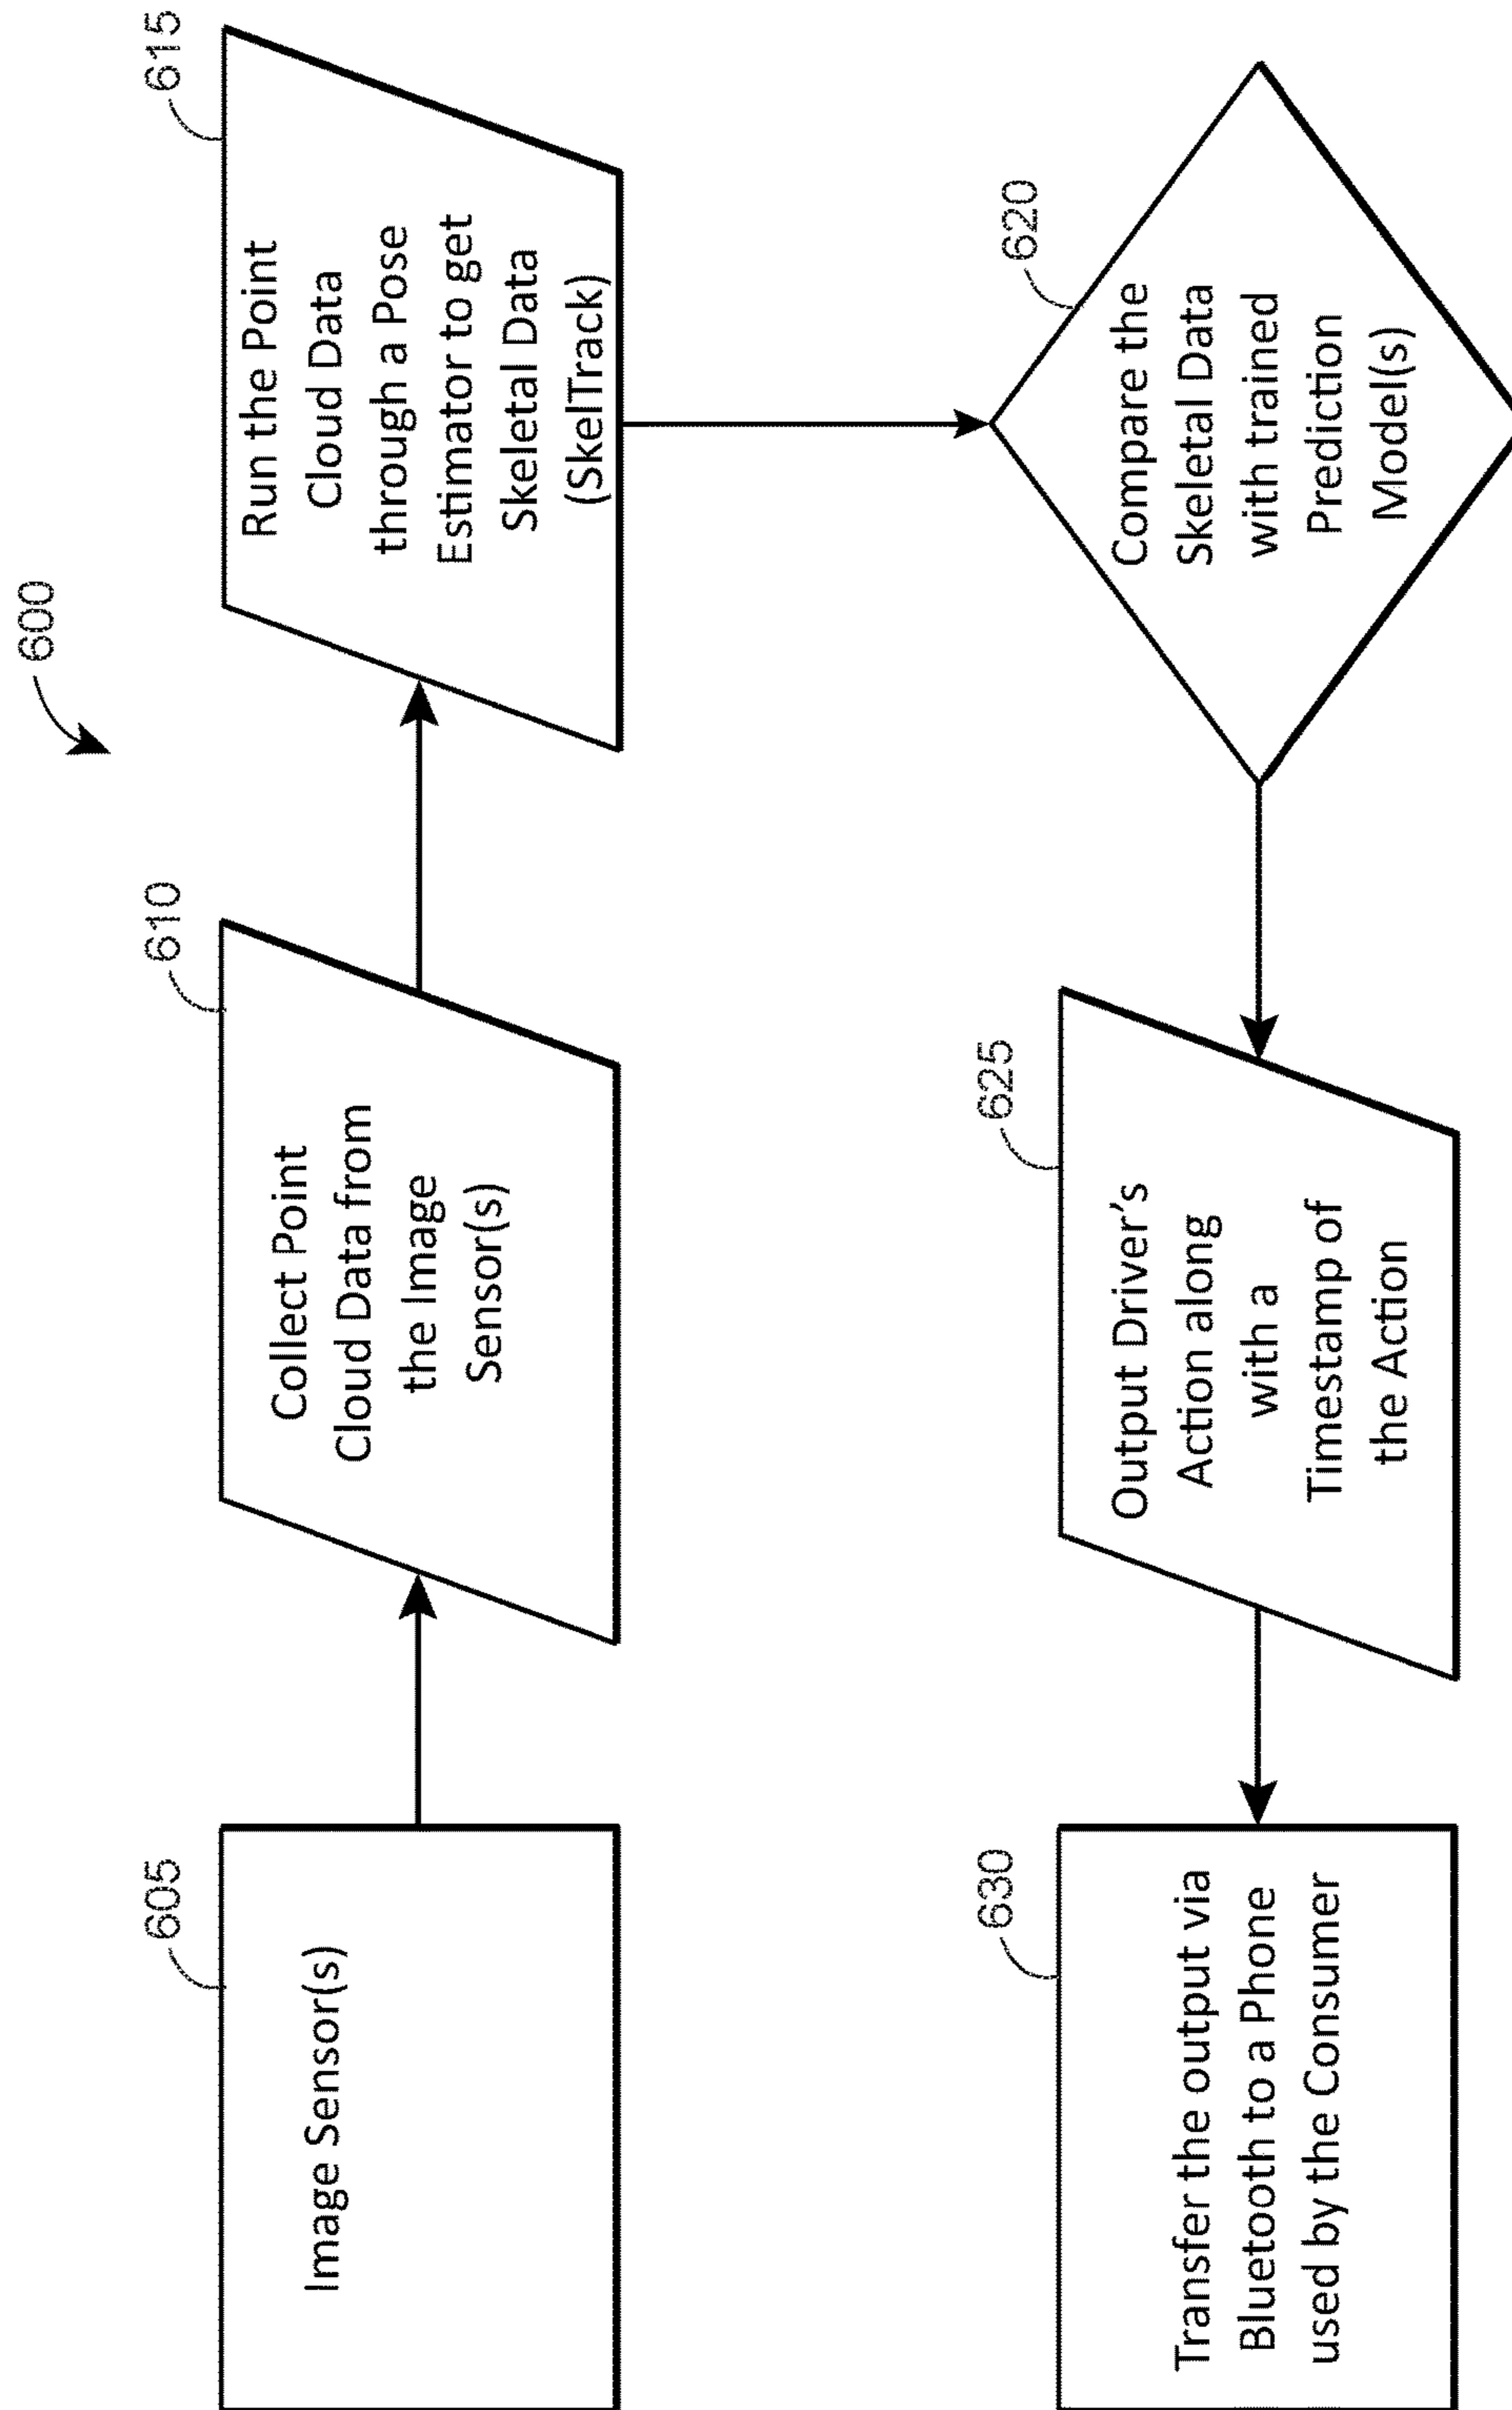 600
605
Image Sensor(s)
610
Collect Point
Cloud Data from
the Image
Sensor(s)
615
Run the Point
Cloud Data
through a Pose
Estimator to get
Skeletal Data
(SkelTrack)
620
Compare the
Skeletal Data
with trained
Prediction
Model(s)
625
Output Driver's
Action along
with a
Timestamp of
the Action
630
Transfer the output via
Bluetooth to a Phone
used by the Consumer